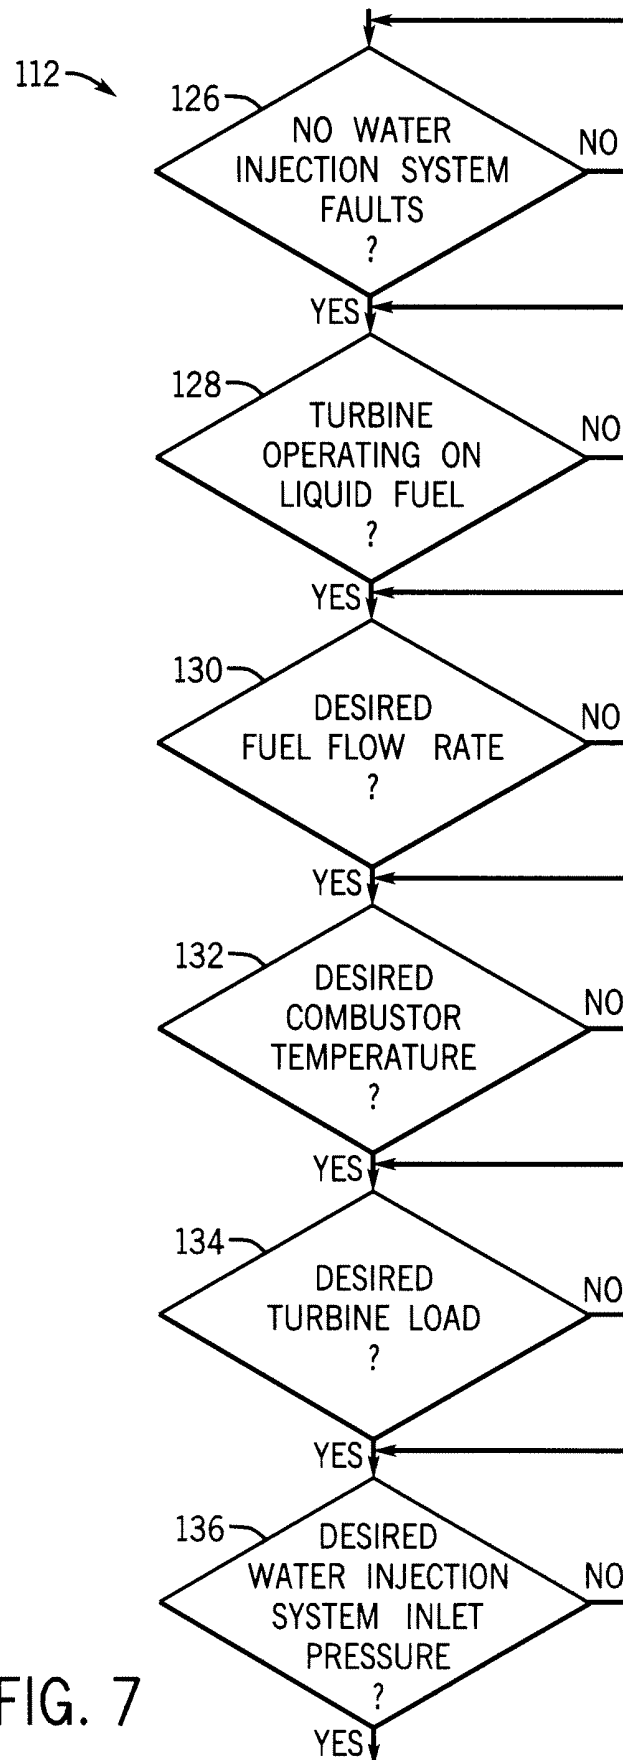 112
126
NO WATER
INJECTION SYSTEM
FAULTS
?
NO
YES
128
TURBINE
OPERATING ON
LIQUID FUEL
?
NO
YES
130
DESIRED
FUEL FLOW RATE
?
NO
YES
132
DESIRED
COMBUSTOR
TEMPERATURE
?
NO
YES
134
DESIRED
TURBINE LOAD
?
NO
YES
136
DESIRED
WATER INJECTION
SYSTEM INLET
PRESSURE
?
NO
YES
FIG. 7